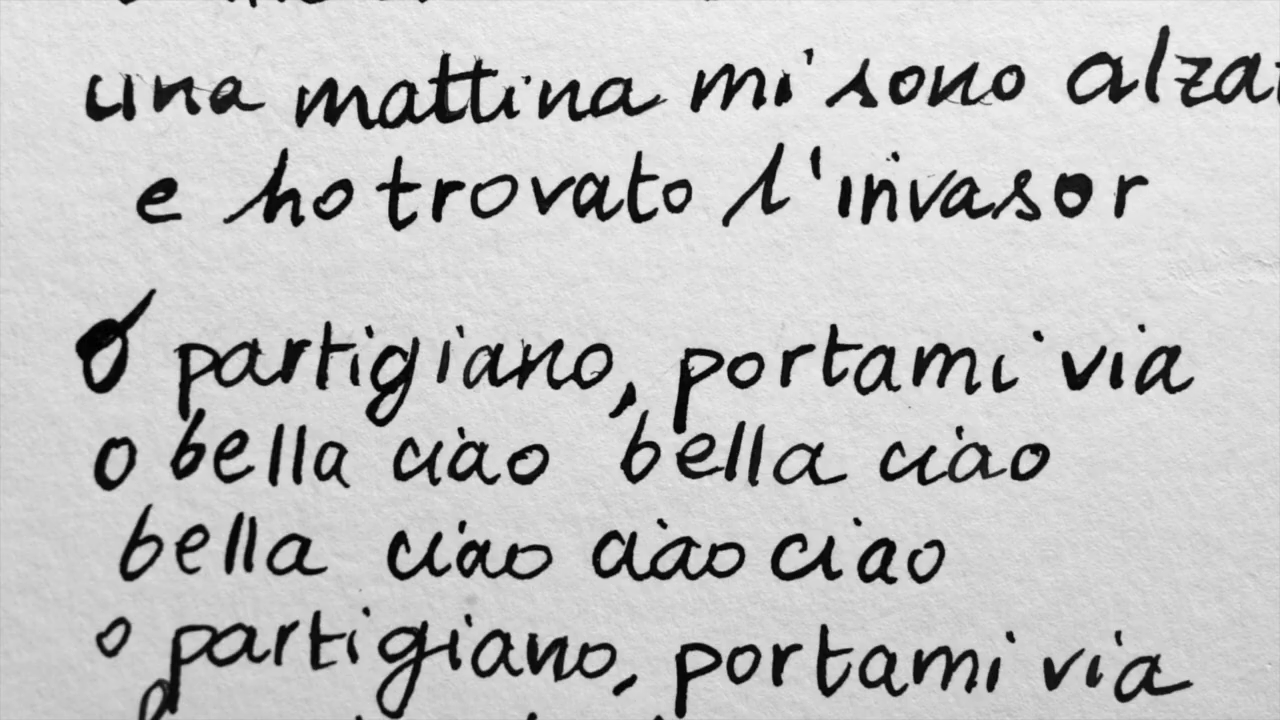 una mattina mi sono alza
e ho trovato l'invasor
O partigiano, portami via
o bella ciao bella ciao
bella ciao ciao ciao
o partigiano, portami via